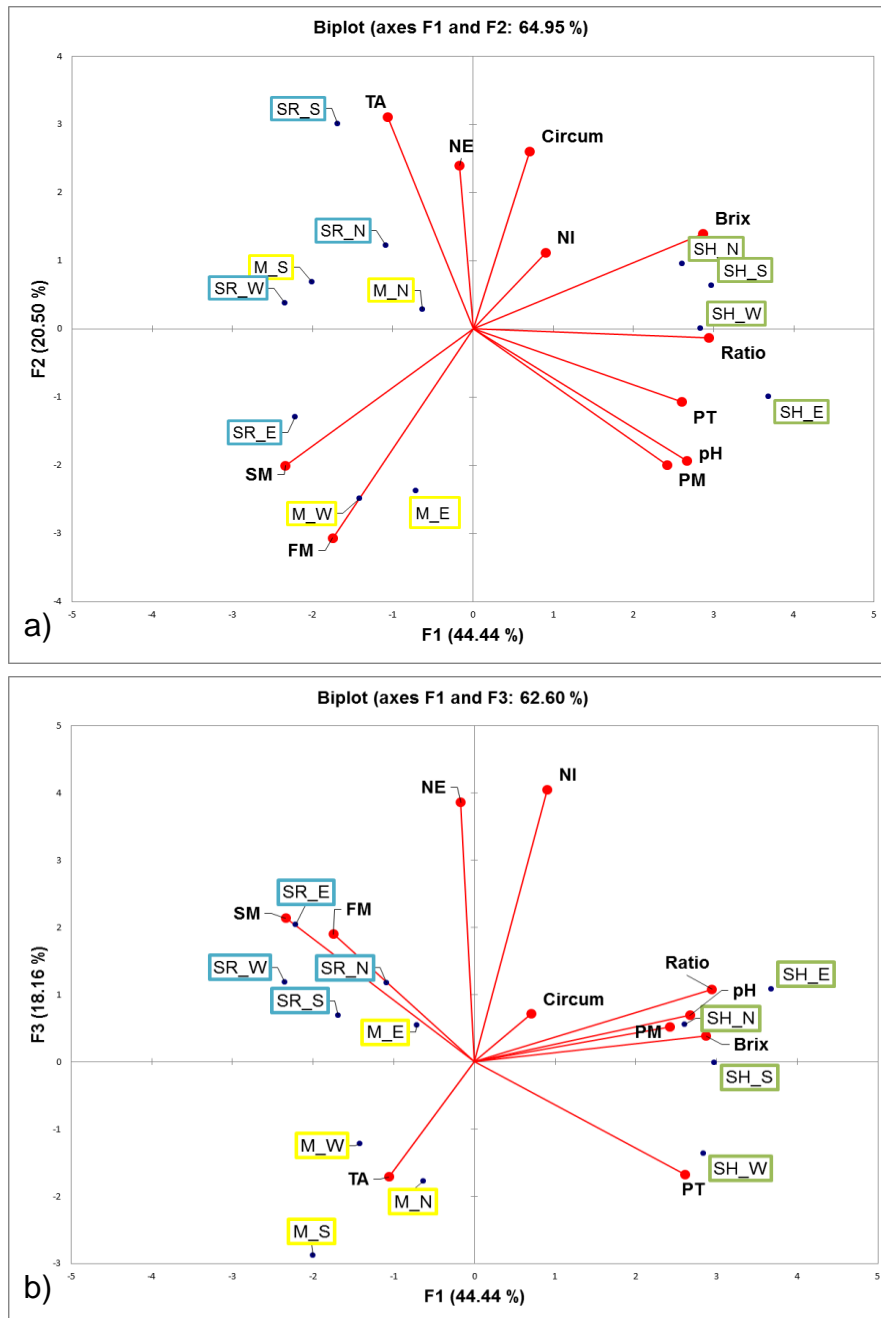 Biplot (axes F1 and F2: 64.95 %)
4
SR_S
TA
3
NE
Circum
2
SR_N
Brix
SH_N
M_S
NI
SH_S
1
SR_W
M_N
SH_W
0
Ratio
F2 (20.50 %)
-1
PT
SH_E
SR_E
pH
SM
-2
PM
M_W
M_E
-3
FM
-4
-5
-4
-3
-2
-1
0
1
2
3
4
5
a)
F1 (44.44 %)
Biplot (axes F1 and F3: 62.60 %)
5
NE
NI
4
3
SR_E
SM
FM
2
SR_W
SR_N
Ratio
SH_E
pH
SR_S
Circum
1
M_E
PM
SH_N
Brix
F3 (18.16 %)
0
SH_S
-1
M_W
SH_W
TA
PT
M_N
-2
M_S
-3
-5
-4
-3
-2
-1
0
1
2
3
4
5
b)
F1 (44.44 %)